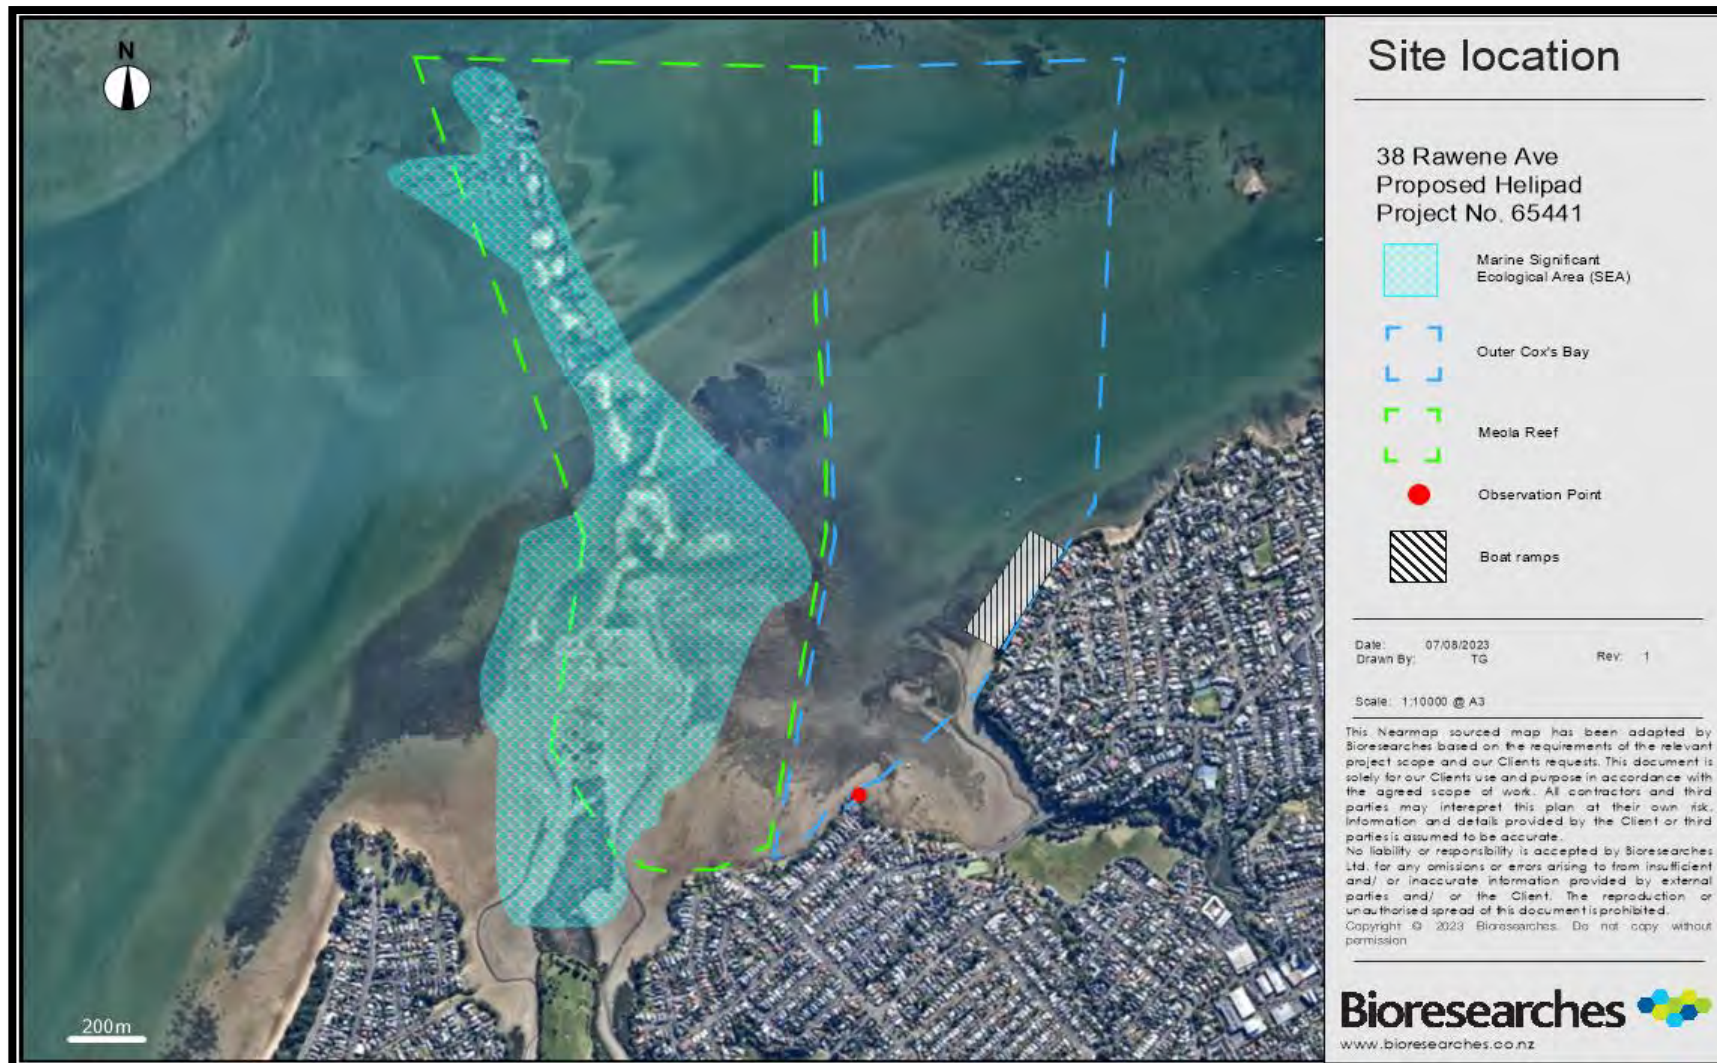 N
200m
Site location
38 Rawene Ave
Proposed Helipad
Project No. 65441
Marine Significant
Ecological Area (SEA)
Outer Cox's Bay
Meola Reef
Observation Point
Boat ramps
Date: 07/08/2023
Drawn By: TG
Rev: 1
Scale: 1:10000 @ A3
This Nearmap sourced map has been adapted by
Bioresearches based on the requirements of the relevant
project scope and our Clients requests. This document is
solely for our Clients use and purpose in accordance with
the agreed scope of work. All contractors and third
parties may interepret this plan at their own risk.
Information and details provided by the Client or third
parties is assumed to be accurate.
No liability or responsibility is accepted by Bioresearches
Ltd. for any omissions or errors arising to from insufficient
and/ or inaccurate information provided by external
parties and/ or the Client. The reproduction or
unauthorised spread of this document is prohibited.
Copyright © 2023 Bioresearches. Do not copy without
permission
Bioresearches
www.bioresearches.co.nz